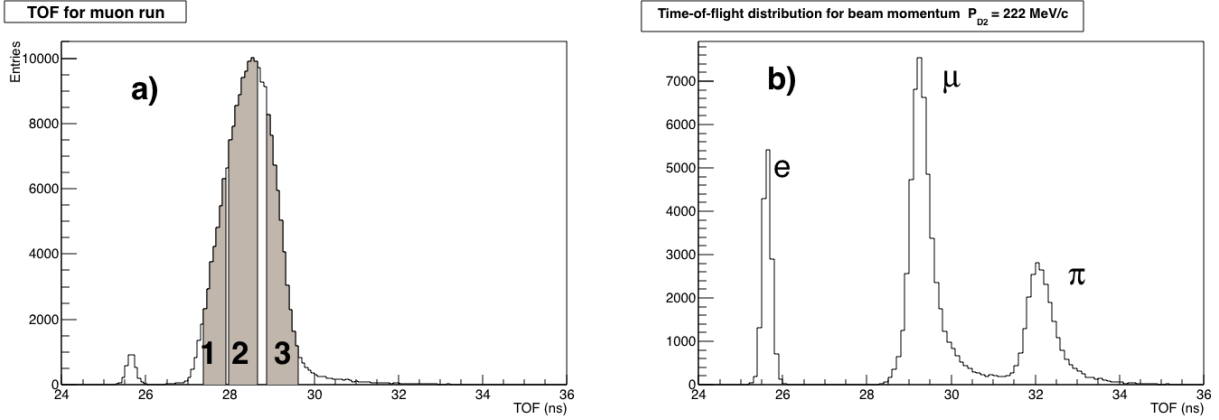 TOF for muon run
Entries
10000
8000
6000
4000
2000
0
a)
1 2 3
24 26 28 30 32 34 36
TOF (ns)
Time-of-flight distribution for beam momentum P_D2 = 222 MeV/c
7000
6000
5000
4000
3000
2000
1000
0
b)
e
μ
π
24 26 28 30 32 34 36
TOF (ns)